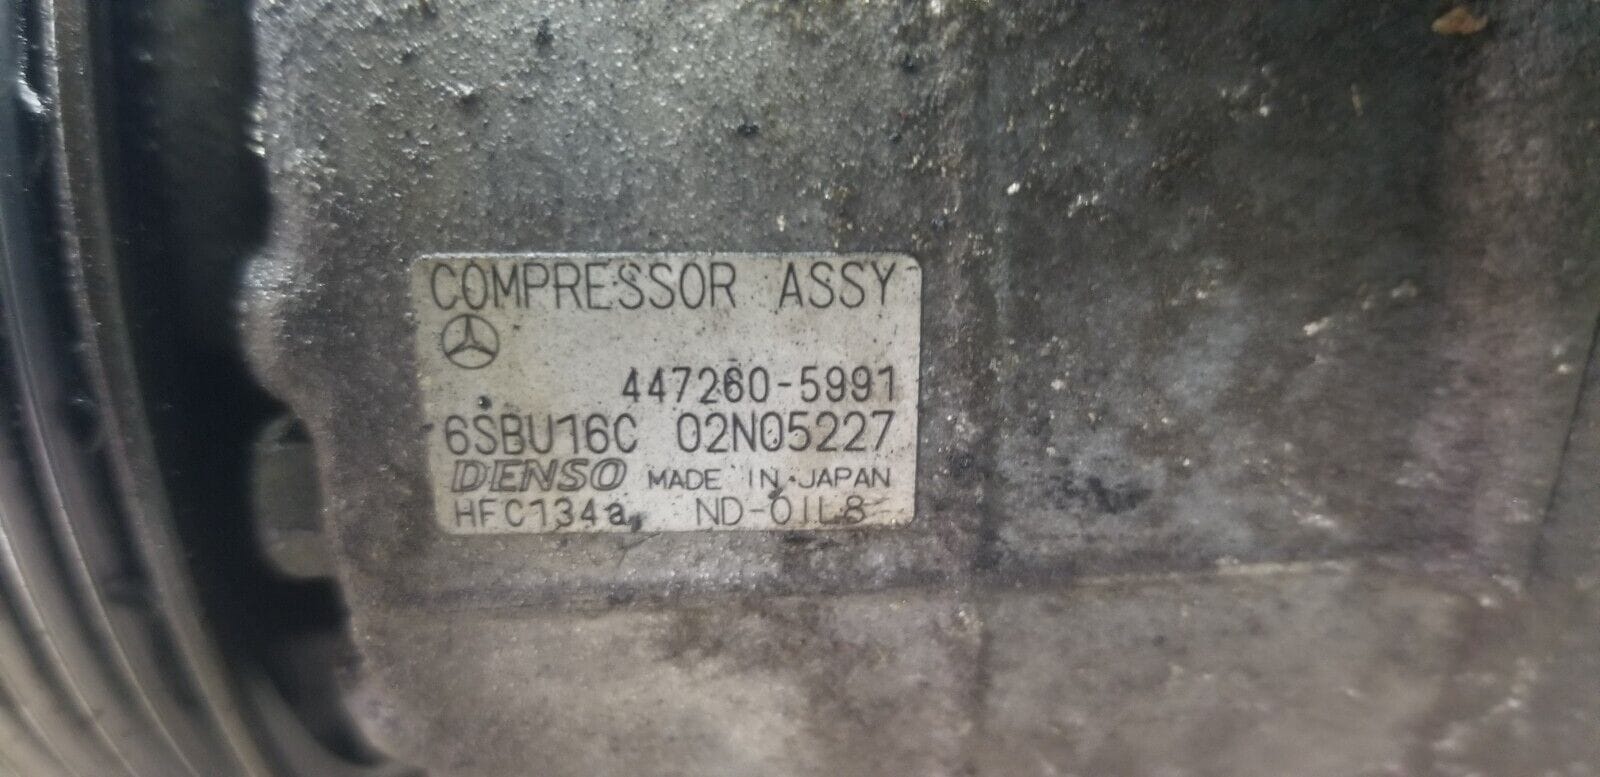 COMPRESSOR ASSY
447260-5991
6SBU16C 02N05227
DENSO MADE IN JAPAN
HFC134a, ND-OIL8